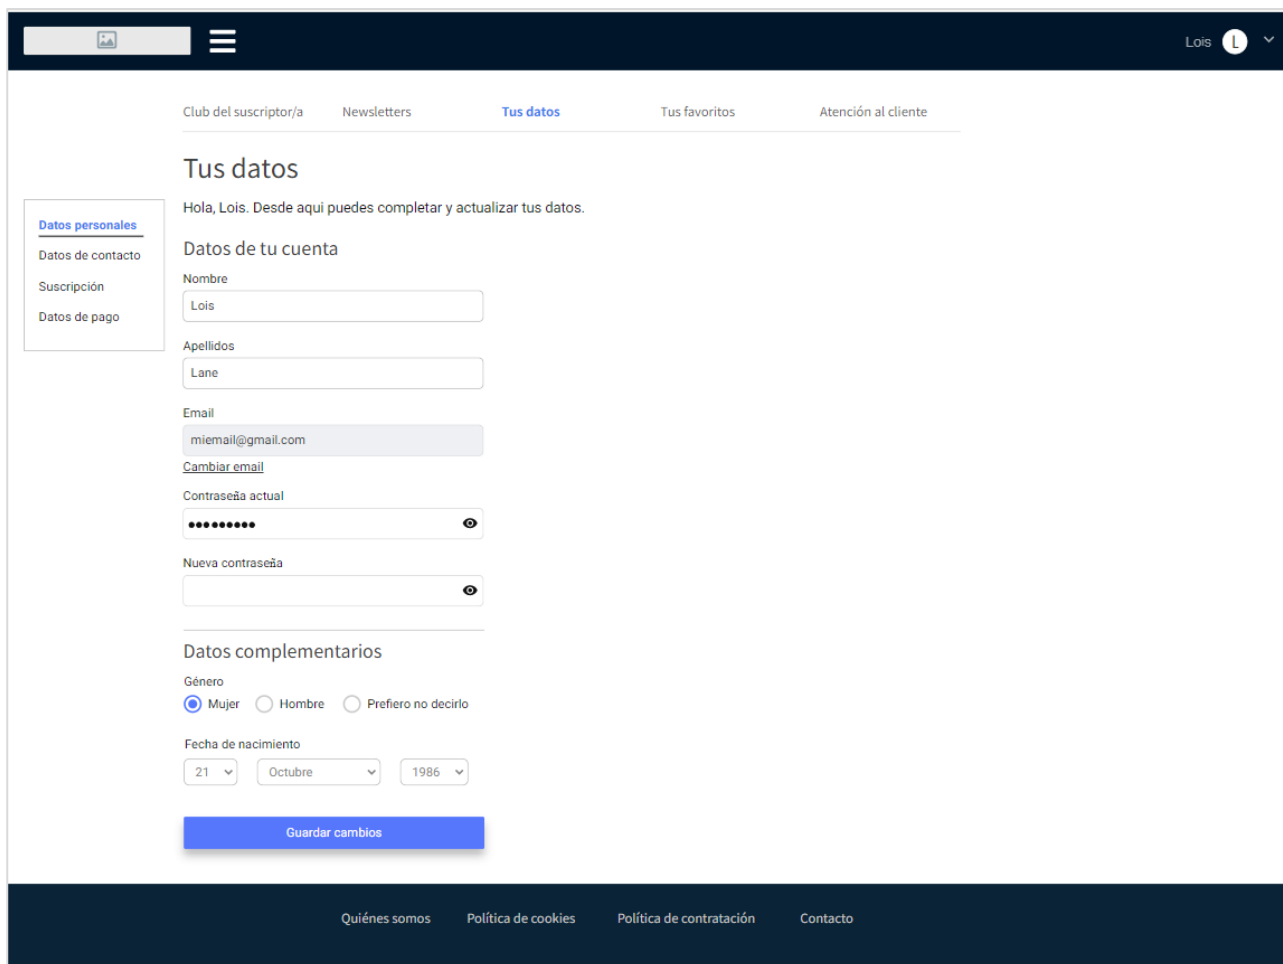 Lois L
Club del suscriptor/a Newsletters Tus datos Tus favoritos Atención al cliente
Tus datos
Hola, Lois. Desde aqui puedes completar y actualizar tus datos.
Datos personales
Datos de contacto
Suscripción
Datos de pago
Datos de tu cuenta
Nombre
Lois
Apellidos
Lane
Email
miemail@gmail.com
Cambiar email
Contraseña actual
Nueva contraseña
Datos complementarios
Género
Mujer Hombre Prefiero no decirlo
Fecha de nacimiento
21 Octubre 1986
Guardar cambios
Quiénes somos Política de cookies Política de contratación Contacto